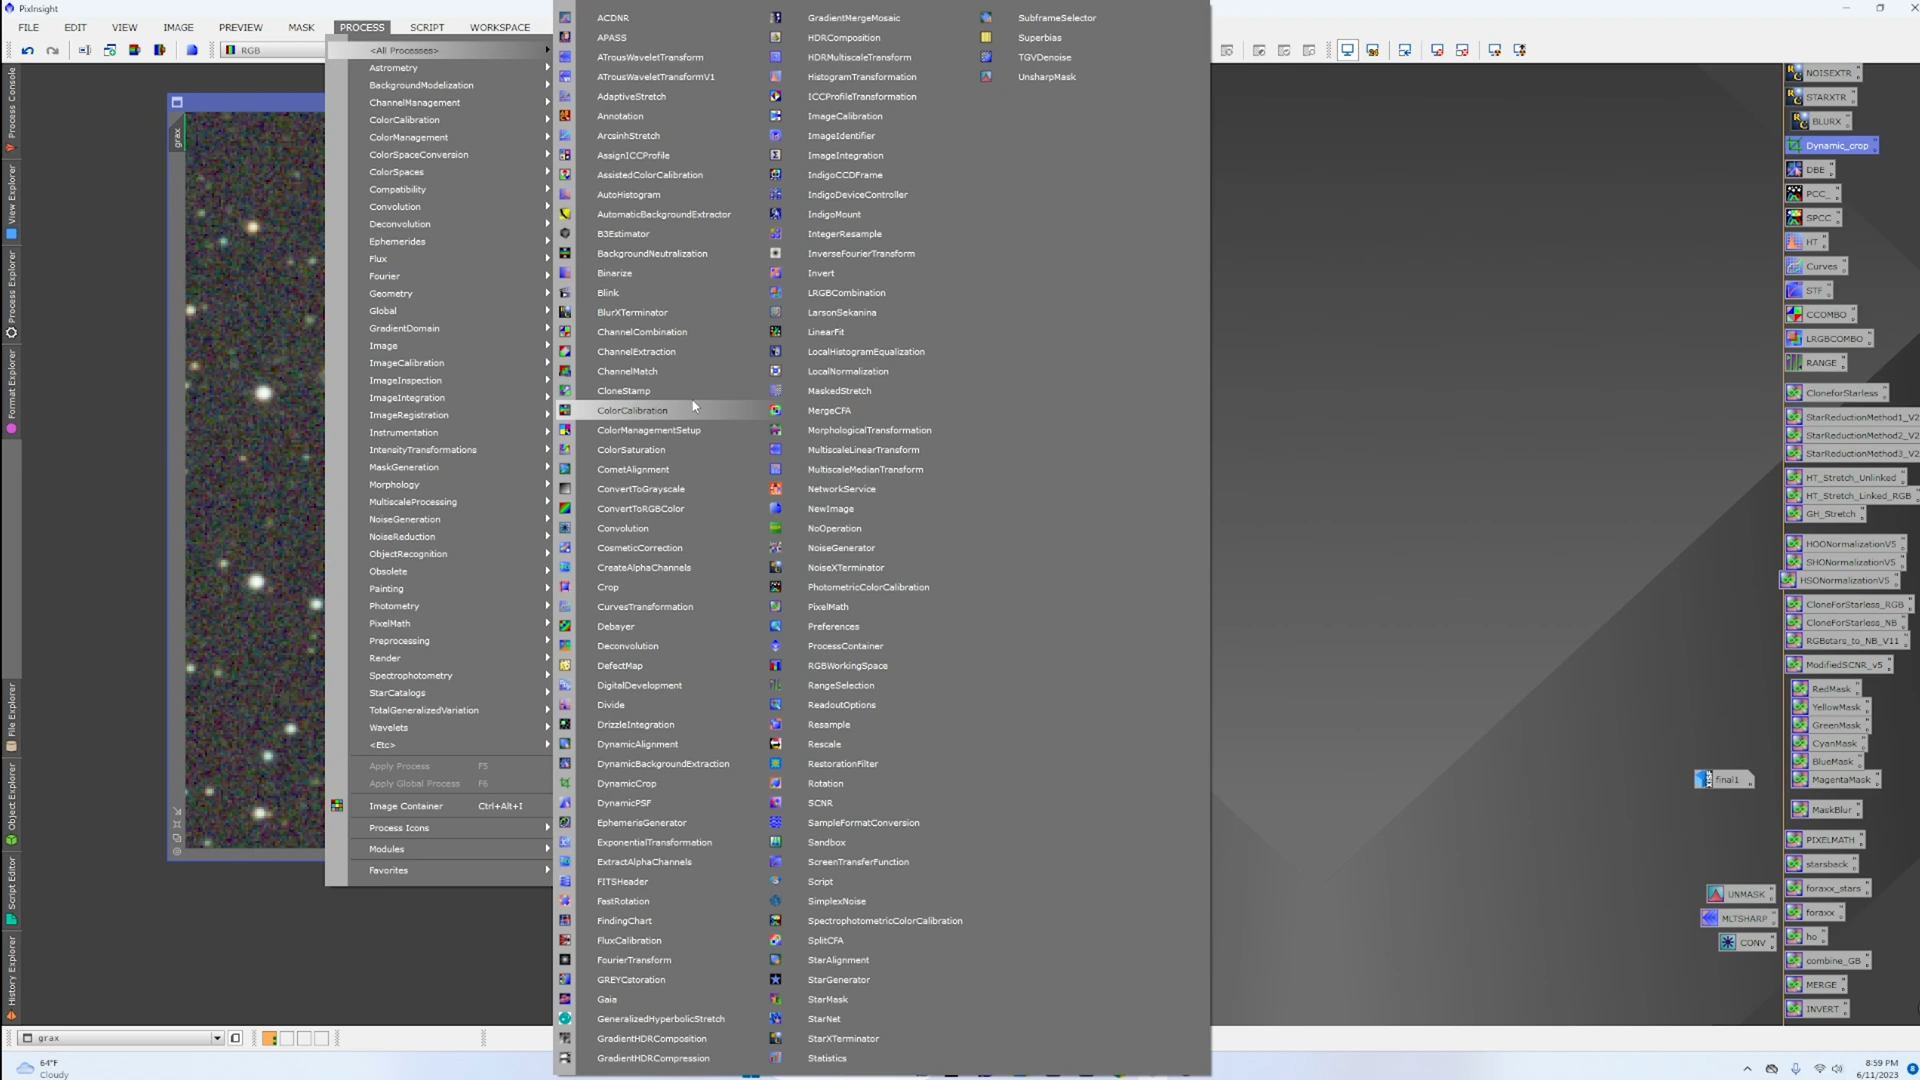 PixInsight
FILE EDIT VIEW IMAGE PREVIEW MASK PROCESS SCRIPT WORKSPACE
RGB
Process Console
View Explorer
Process Explorer
Format Explorer
File Explorer
Object Explorer
Script Editor
History Explorer
grax
<All Processes>
Astrometry
BackgroundModelization
ChannelManagement
ColorCalibration
ColorManagement
ColorSpaceConversion
ColorSpaces
Compatibility
Convolution
Deconvolution
Ephemerides
Flux
Fourier
Geometry
Global
GradientDomain
Image
ImageCalibration
ImageInspection
ImageIntegration
ImageRegistration
Instrumentation
IntensityTransformations
MaskGeneration
Morphology
MultiscaleProcessing
NoiseGeneration
NoiseReduction
ObjectRecognition
Obsolete
Painting
Photometry
PixelMath
Preprocessing
Render
Spectrophotometry
StarCatalogs
TotalGeneralizedVariation
Wavelets
<Etc>
Apply Process F5
Apply Global Process F6
Image Container Ctrl+Alt+I
Process Icons
Modules
Favorites
ACDNR
APASS
ATrousWaveletTransform
ATrousWaveletTransformV1
AdaptiveStretch
Annotation
ArcsinhStretch
AssignICCProfile
AssistedColorCalibration
AutoHistogram
AutomaticBackgroundExtractor
B3Estimator
BackgroundNeutralization
Binarize
Blink
BlurXTerminator
ChannelCombination
ChannelExtraction
ChannelMatch
CloneStamp
ColorCalibration
ColorManagementSetup
ColorSaturation
CometAlignment
ConvertToGrayscale
ConvertToRGBColor
Convolution
CosmeticCorrection
CreateAlphaChannels
Crop
CurvesTransformation
Debayer
Deconvolution
DefectMap
DigitalDevelopment
Divide
DrizzleIntegration
DynamicAlignment
DynamicBackgroundExtraction
DynamicCrop
DynamicPSF
EphemerisGenerator
ExponentialTransformation
ExtractAlphaChannels
FITSHeader
FastRotation
FindingChart
FluxCalibration
FourierTransform
GREYCstoration
Gaia
GeneralizedHyperbolicStretch
GradientHDRComposition
GradientHDRCompression
GradientMergeMosaic
HDRComposition
HDRMultiscaleTransform
HistogramTransformation
ICCProfileTransformation
ImageCalibration
ImageIdentifier
ImageIntegration
IndigoCCDFrame
IndigoDeviceController
IndigoMount
IntegerResample
InverseFourierTransform
Invert
LRGBCombination
LarsonSekanina
LinearFit
LocalHistogramEqualization
LocalNormalization
MaskedStretch
MergeCFA
MorphologicalTransformation
MultiscaleLinearTransform
MultiscaleMedianTransform
NetworkService
NewImage
NoOperation
NoiseGenerator
NoiseXTerminator
PhotometricColorCalibration
PixelMath
Preferences
ProcessContainer
RGBWorkingSpace
RangeSelection
ReadoutOptions
Resample
Rescale
RestorationFilter
Rotation
SCNR
SampleFormatConversion
Sandbox
ScreenTransferFunction
Script
SimplexNoise
SpectrophotometricColorCalibration
SplitCFA
StarAlignment
StarGenerator
StarMask
StarNet
StarXTerminator
Statistics
SubframeSelector
Superbias
TGVDenoise
UnsharpMask
NOISEXTR
STARXTR
BLURX
Dynamic_crop
DBE
PCC_
SPCC
HT
Curves
STF
CCOMBO
LRGBCOMBO
RANGE
CloneforStarless
StarReductionMethod1_V2
StarReductionMethod2_V2
StarReductionMethod3_V2
HT_Stretch_Unlinked
HT_Stretch_Linked_RGB
GH_Stretch
HOONormalizationV5
SHONormalizationV5
HSONormalizationV5
CloneForStarless_RGB
CloneForStarless_NB
RGBstars_to_NB_V11
ModifiedSCNR_v5
RedMask
YellowMask
GreenMask
CyanMask
BlueMask
MagentaMask
final1
MaskBlur
PIXELMATH
starsback
foraxx_stars
UNMASK
foraxx
MLTSHARP
ho
CONV
combine_GB
MERGE
INVERT
grax
64°F
Cloudy
8:59 PM
6/11/2023
8